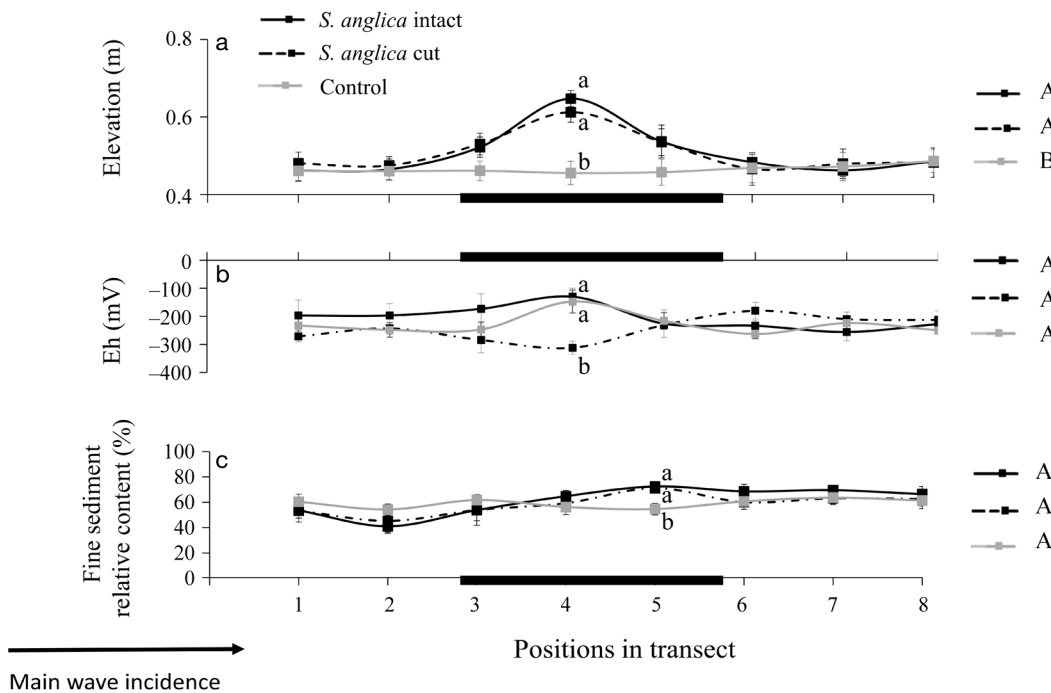 S. anglica intact
S. anglica cut
Control
a
0.8
0.6
0.4
Elevation (m)
a
a
b
A
A
B
b
0
–100
–200
–300
–400
Eh (mV)
a
a
b
A
A
A
c
100
80
60
40
20
0
Fine sediment
relative content (%)
a
a
b
A
A
A
1 2 3 4 5 6 7 8
Positions in transect
Main wave incidence